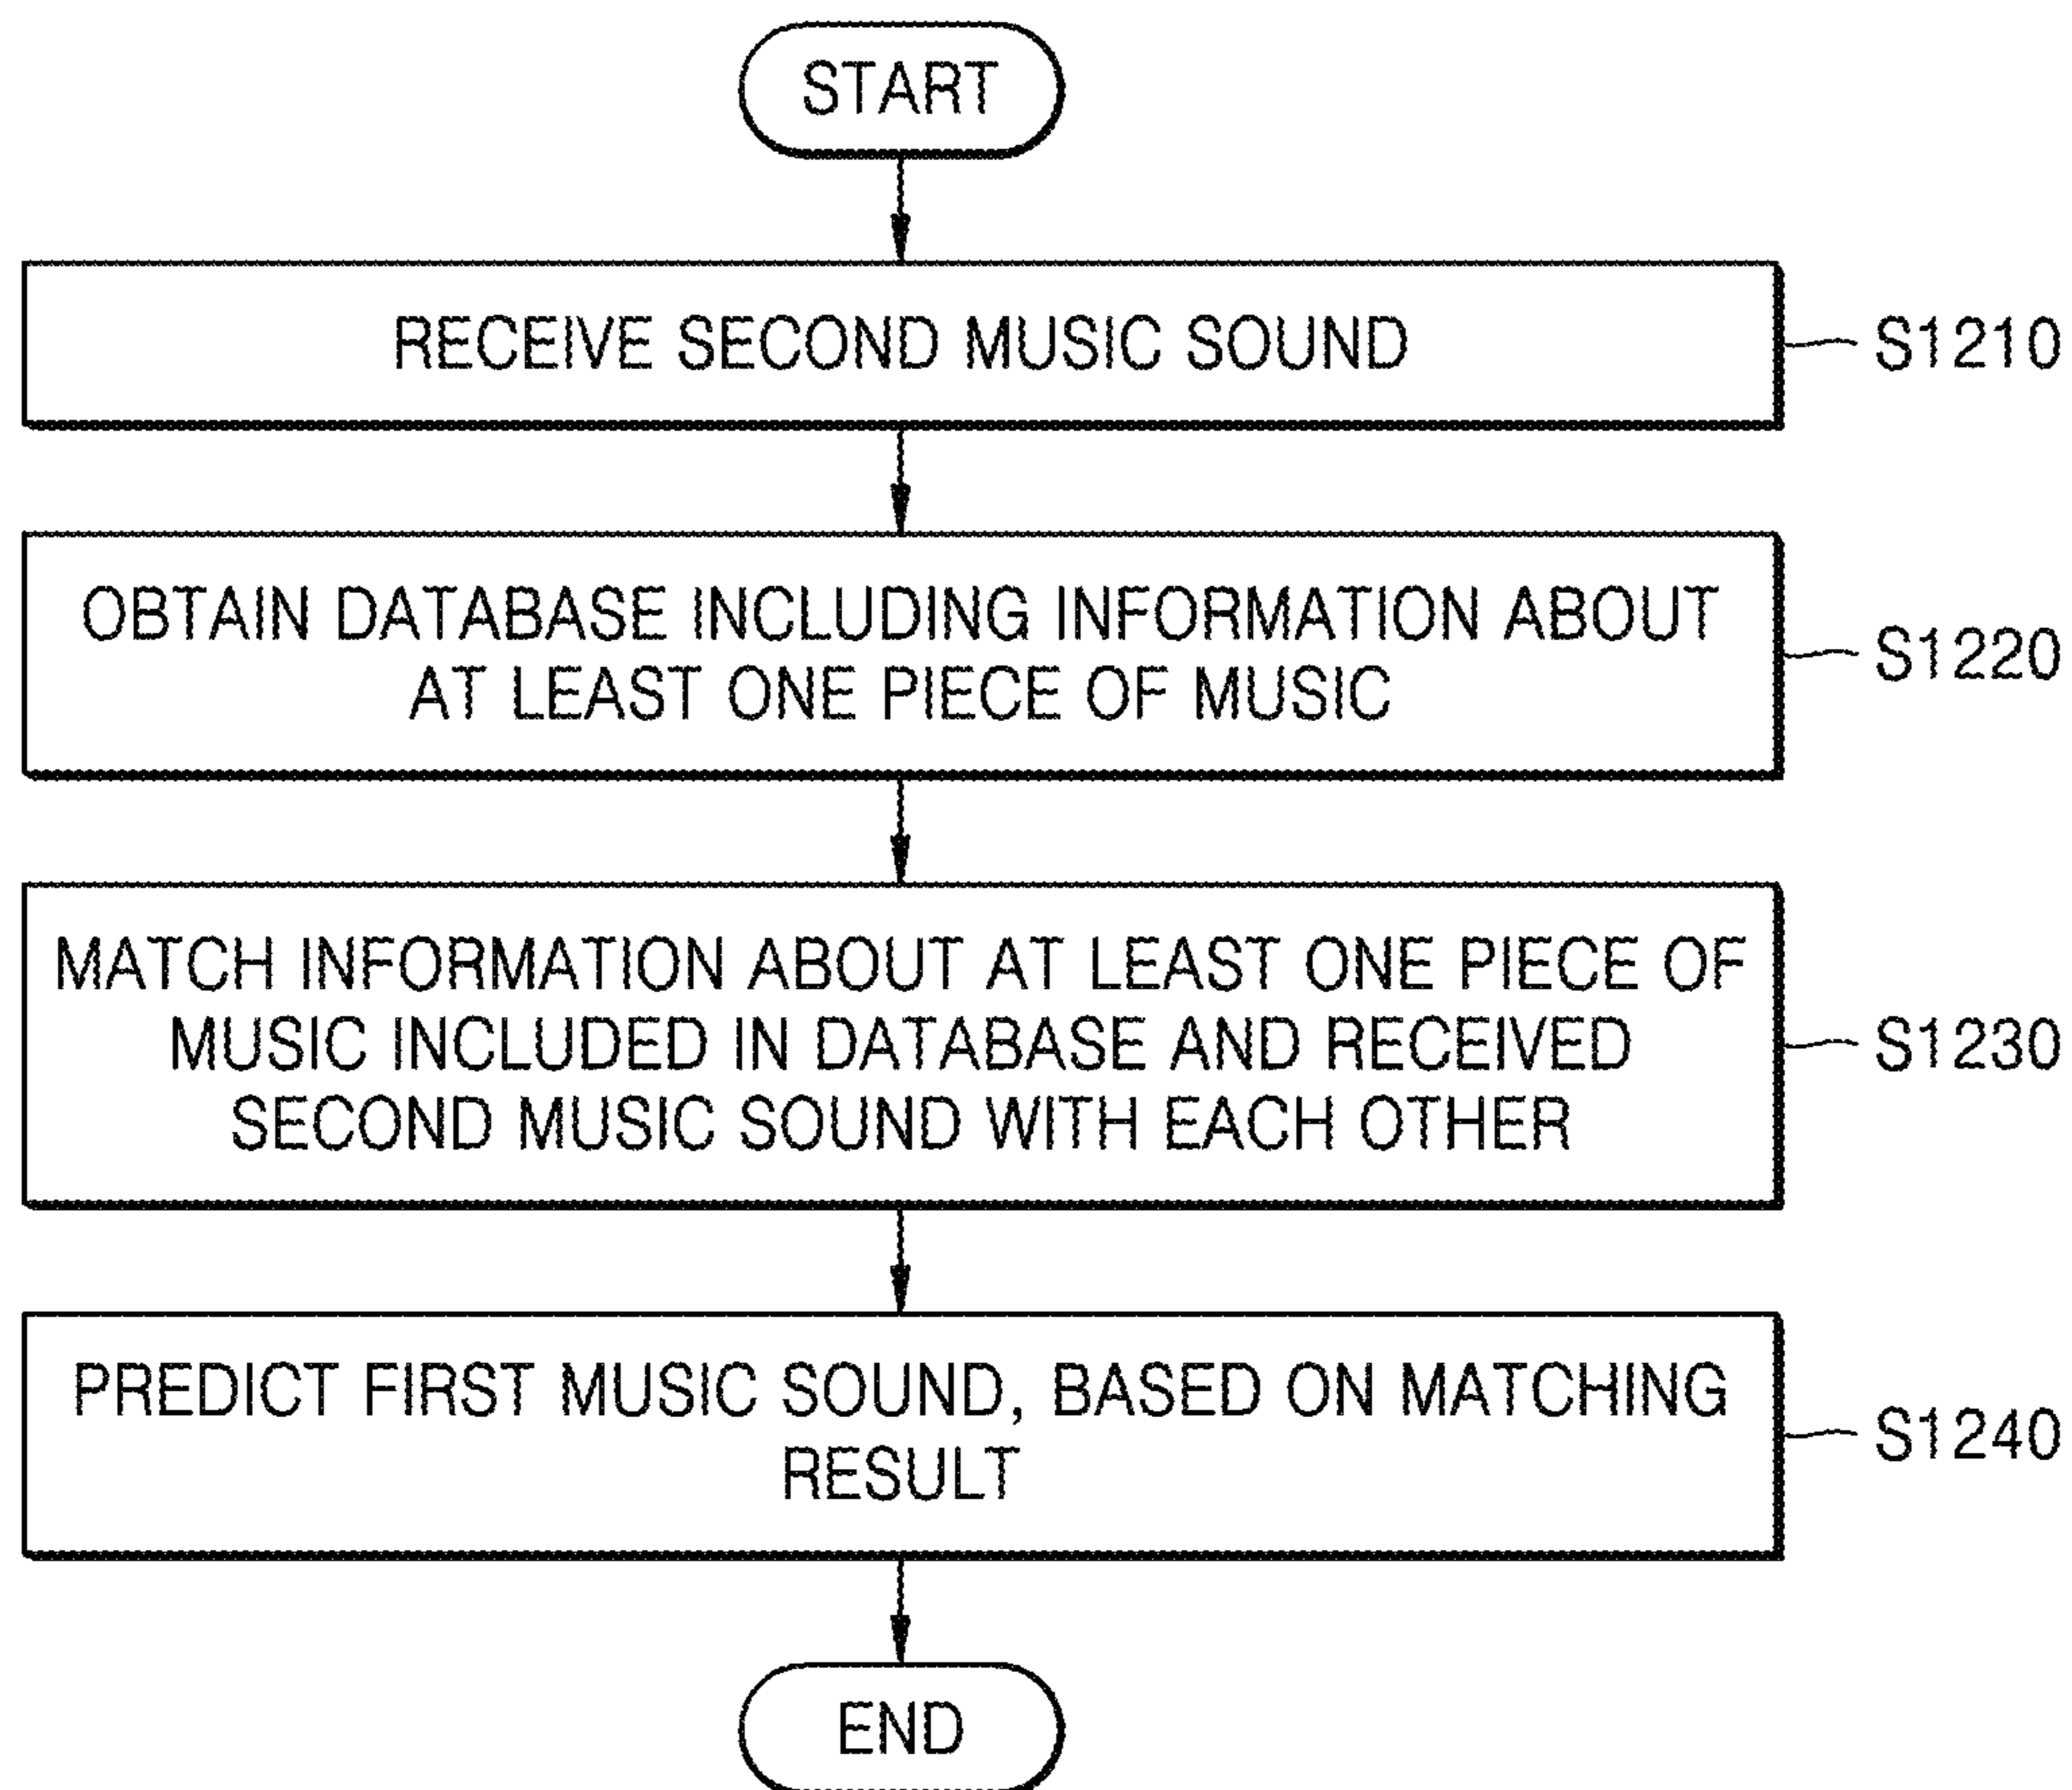 START
RECEIVE SECOND MUSIC SOUND
S1210
OBTAIN DATABASE INCLUDING INFORMATION ABOUT
AT LEAST ONE PIECE OF MUSIC
S1220
MATCH INFORMATION ABOUT AT LEAST ONE PIECE OF
MUSIC INCLUDED IN DATABASE AND RECEIVED
SECOND MUSIC SOUND WITH EACH OTHER
S1230
PREDICT FIRST MUSIC SOUND, BASED ON MATCHING
RESULT
S1240
END